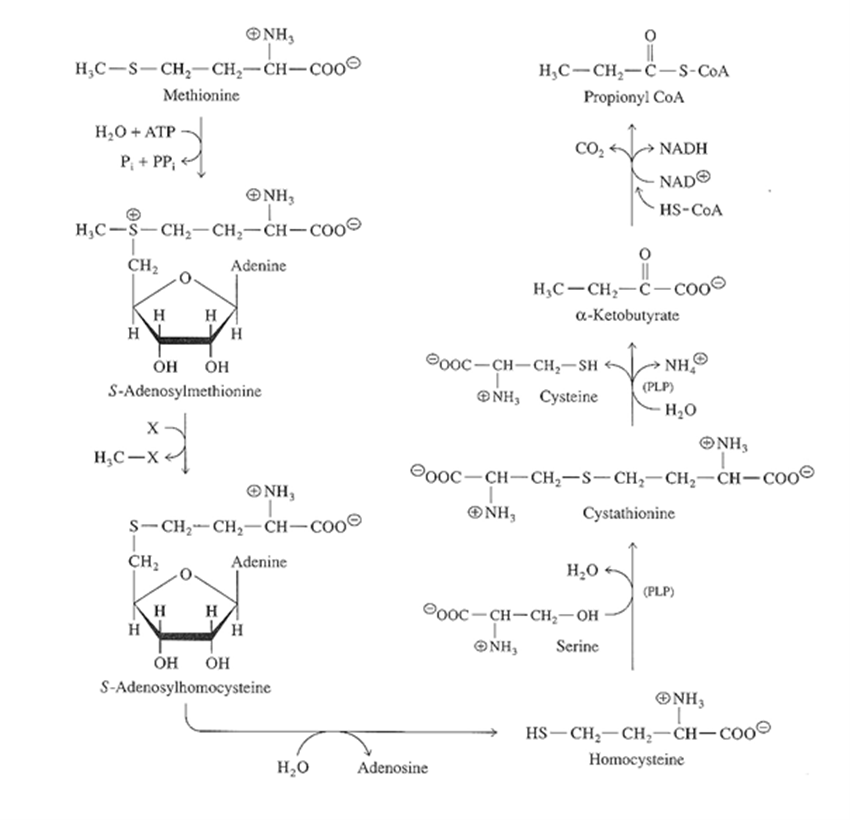 ⊕NH₃
H₃C—S—CH₂—CH₂—CH—COO⊖
Methionine
H₂O + ATP
Pᵢ + PPᵢ
⊕NH₃
⊕
H₃C—S—CH₂—CH₂—CH—COO⊖
CH₂
Adenine
O
H H
H H
OH OH
S-Adenosylmethionine
X
H₃C—X
⊕NH₃
S—CH₂—CH₂—CH—COO⊖
CH₂
Adenine
O
H H
H H
OH OH
S-Adenosylhomocysteine
H₂O
Adenosine
⊕NH₃
HS—CH₂—CH₂—CH—COO⊖
Homocysteine
H₂O
(PLP)
⊖OOC—CH—CH₂—OH
⊕NH₃
Serine
⊕NH₃
⊖OOC—CH—CH₂—S—CH₂—CH₂—CH—COO⊖
⊕NH₃
Cystathionine
⊖OOC—CH—CH₂—SH
NH₄⊕
⊕NH₃
Cysteine
(PLP)
H₂O
O
H₃C—CH₂—C—COO⊖
α-Ketobutyrate
CO₂
NADH
NAD⊕
HS-CoA
O
H₃C—CH₂—C—S-CoA
Propionyl CoA